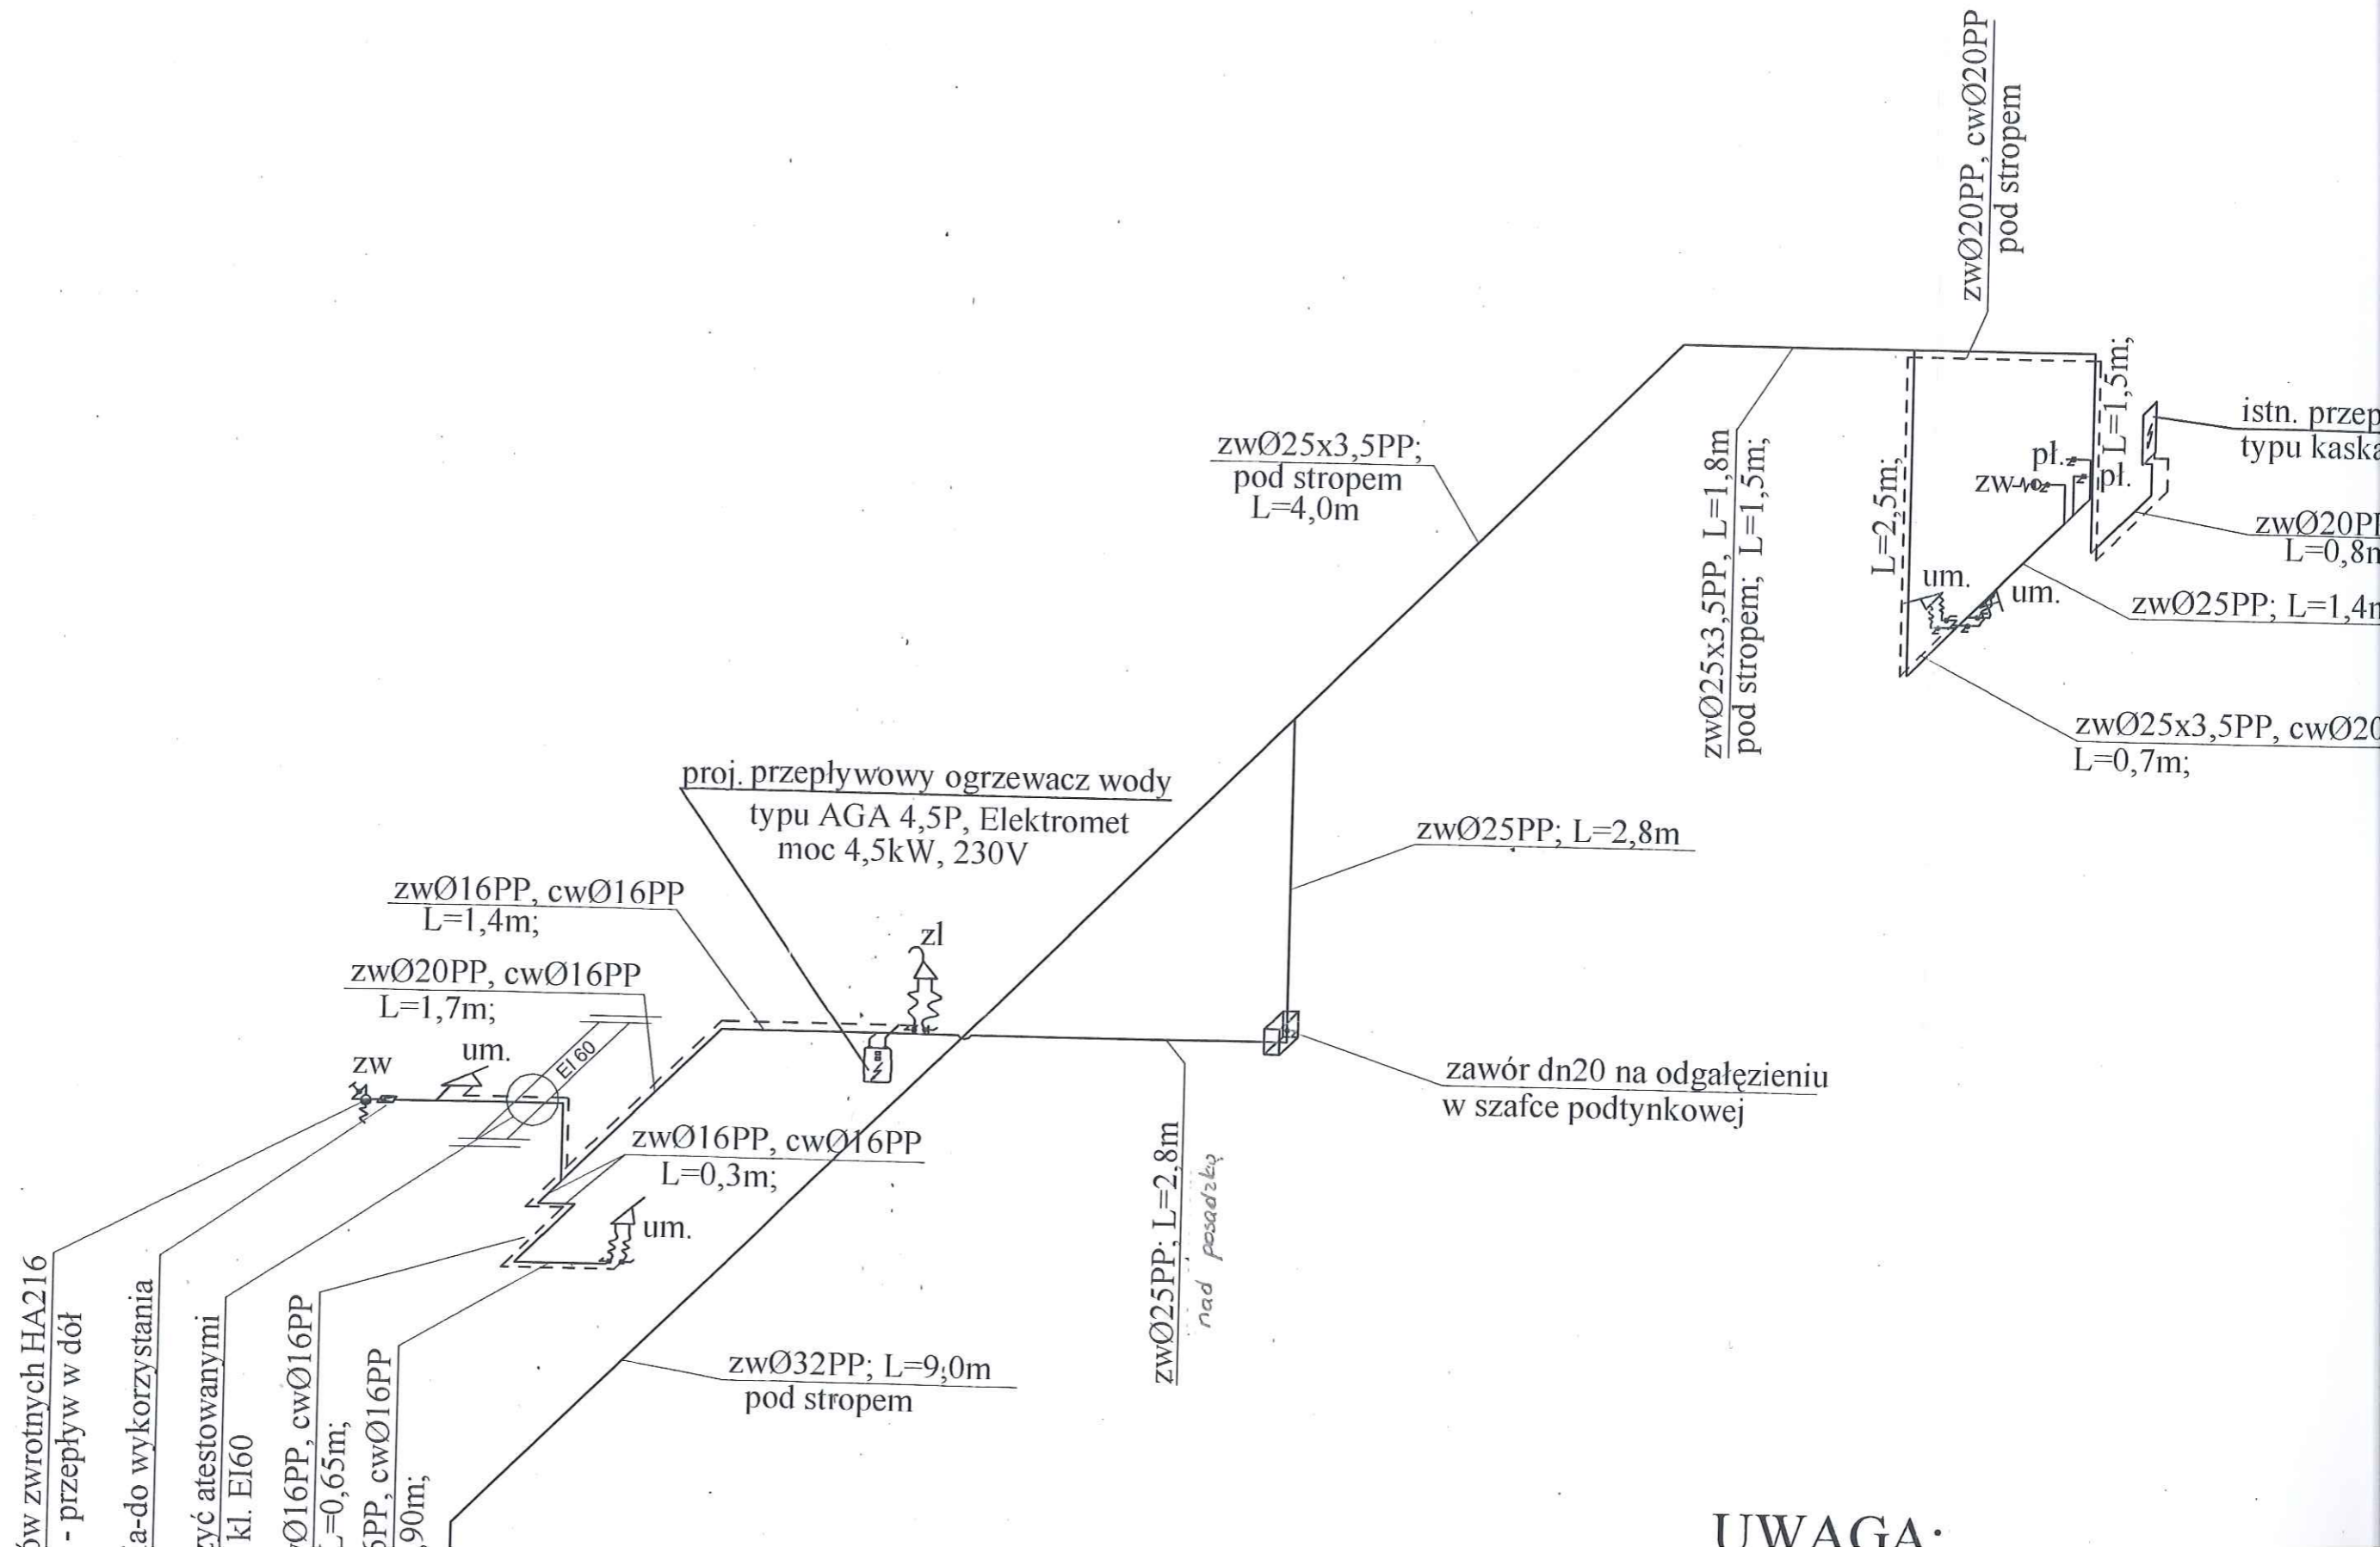 zwØ20PP, cwØ20PP
pod stropem
L=1,5m;
istn. przep
typu kaska
zwØ25x3,5PP;
pod stropem
L=4,0m
zwØ25x3,5PP, L=1,8m
pod stropem; L=1,5m;
L=2,5m;
pł.
zw
pł.
zwØ20PP
L=0,8m
um.
um.
zwØ25PP; L=1,4m
zwØ25x3,5PP, cwØ20
L=0,7m;
proj. przepływowy ogrzewacz wody
typu AGA 4,5P, Elektromet
moc 4,5kW, 230V
zwØ25PP; L=2,8m
zwØ16PP, cwØ16PP
L=1,4m;
zl
zwØ20PP, cwØ16PP
L=1,7m;
EI 60
zw
um.
zawór dn20 na odgałęzieniu
w szafce podtynkowej
zwØ16PP, cwØ16PP
L=0,3m;
um.
zwØ25PP; L=2,8m
nad posadzką
zwØ32PP; L=9,0m
pod stropem
ów zwrotnych HA216
- przepływ w dół
a-do wykorzystania
zyć atestowanymi
kl. EI60
wØ16PP, cwØ16PP
L=0,65m;
6PP, cwØ16PP
,90m;
UWAGA: